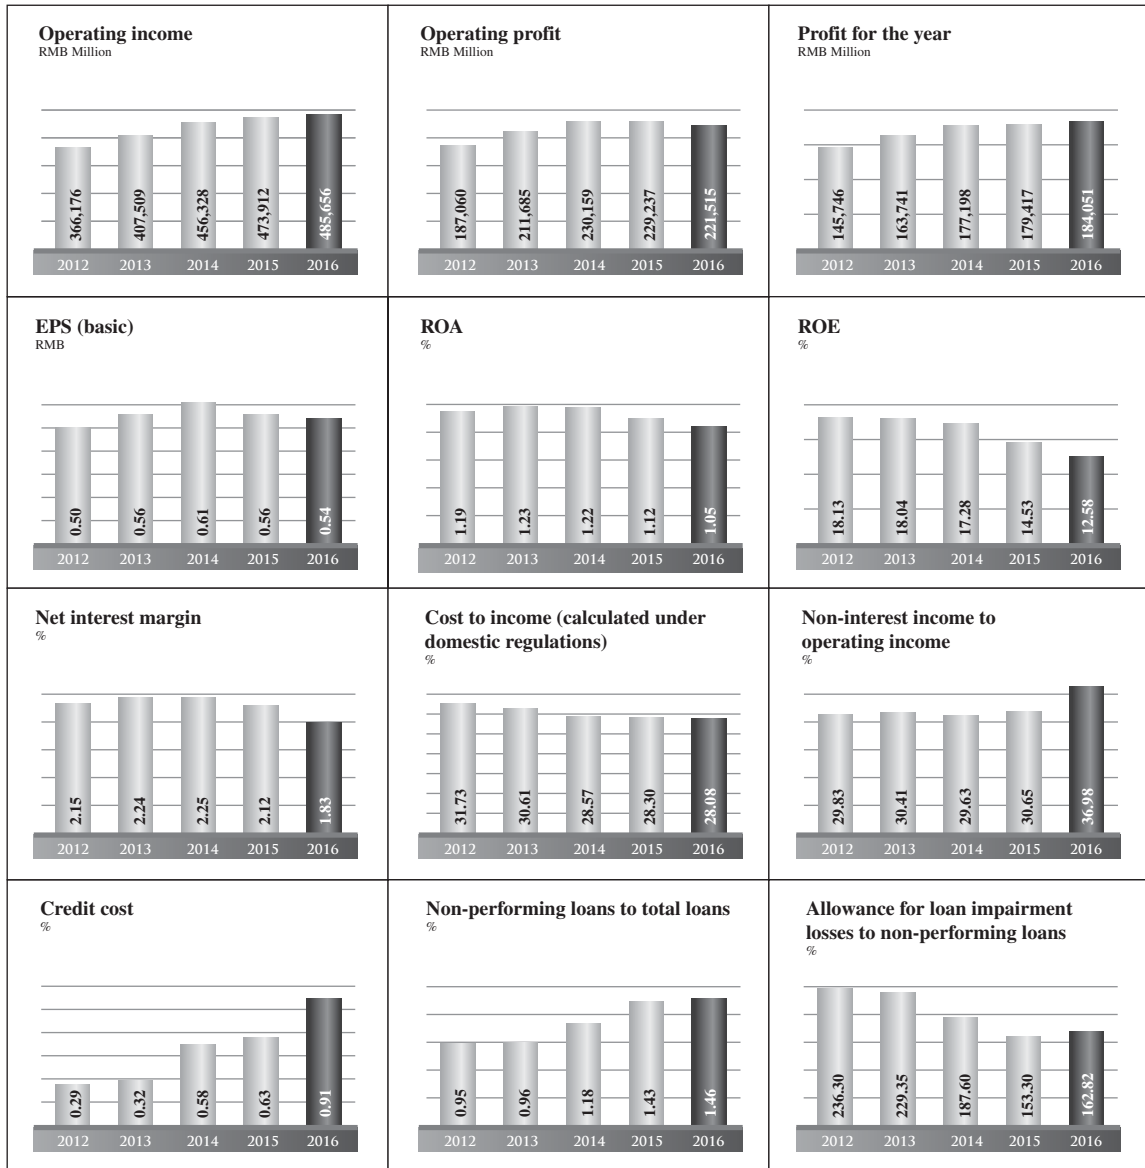 Operating income
RMB Million
366,176
407,509
456,328
473,912
485,656
2012 2013 2014 2015 2016
Operating profit
RMB Million
187,060
211,685
230,159
229,237
221,515
2012 2013 2014 2015 2016
Profit for the year
RMB Million
145,746
163,741
177,198
179,417
184,051
2012 2013 2014 2015 2016
EPS (basic)
RMB
0.50
0.56
0.61
0.56
0.54
2012 2013 2014 2015 2016
ROA
%
1.19
1.23
1.22
1.12
1.05
2012 2013 2014 2015 2016
ROE
%
18.13
18.04
17.28
14.53
12.58
2012 2013 2014 2015 2016
Net interest margin
%
2.15
2.24
2.25
2.12
1.83
2012 2013 2014 2015 2016
Cost to income (calculated under
domestic regulations)
%
31.73
30.61
28.57
28.30
28.08
2012 2013 2014 2015 2016
Non-interest income to
operating income
%
29.83
30.41
29.63
30.65
36.98
2012 2013 2014 2015 2016
Credit cost
%
0.29
0.32
0.58
0.63
0.91
2012 2013 2014 2015 2016
Non-performing loans to total loans
%
0.95
0.96
1.18
1.43
1.46
2012 2013 2014 2015 2016
Allowance for loan impairment
losses to non-performing loans
%
236.30
229.35
187.60
153.30
162.82
2012 2013 2014 2015 2016